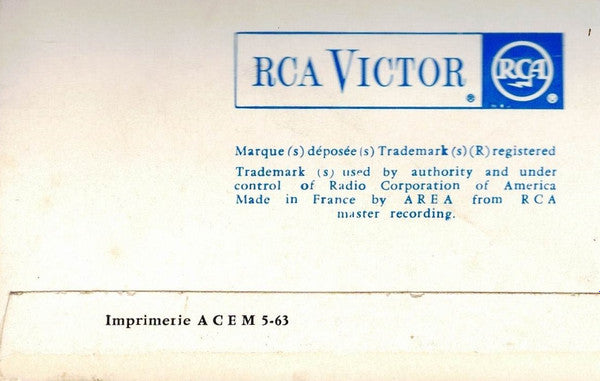 RCA VICTOR ® RCA ®
Marque(s) déposée(s) Trademark(s)(R) registered
Trademark (s) used by authority and under
control of Radio Corporation of America
Made in France by AREA from RCA
master recording.
Imprimerie A C E M 5-63